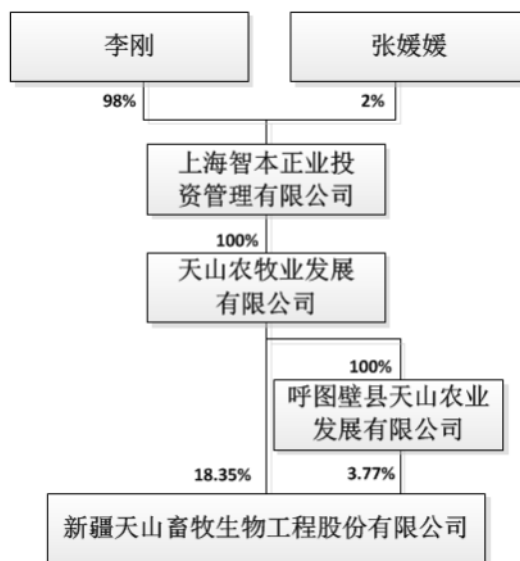 李刚
张媛媛
98%
2%
上海智本正业投
资管理有限公司
100%
天山农牧业发展
有限公司
100%
呼图壁县天山农业
发展有限公司
18.35%
3.77%
新疆天山畜牧生物工程股份有限公司